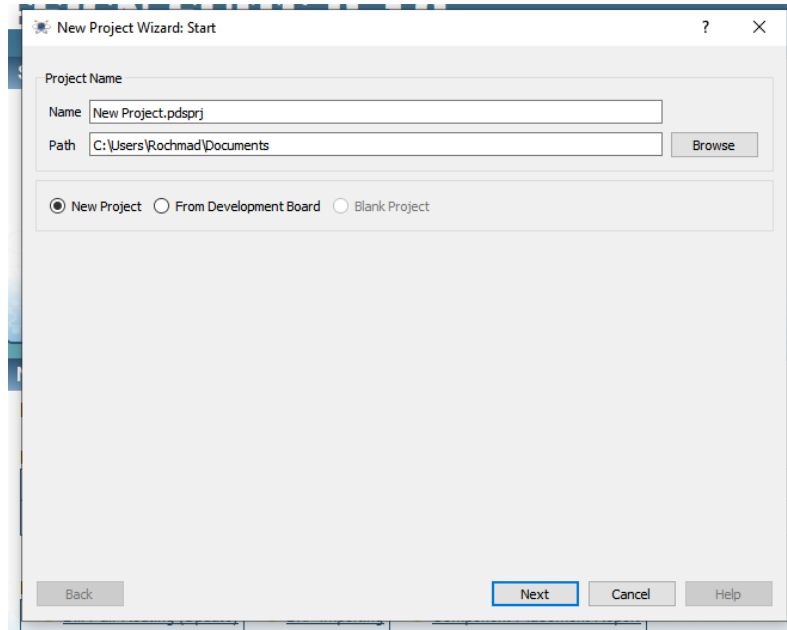 New Project Wizard: Start
?
Project Name
Name New Project.pdsprj
Path C:\Users\Rochmad\Documents Browse
New Project From Development Board Blank Project
Back Next Cancel Help